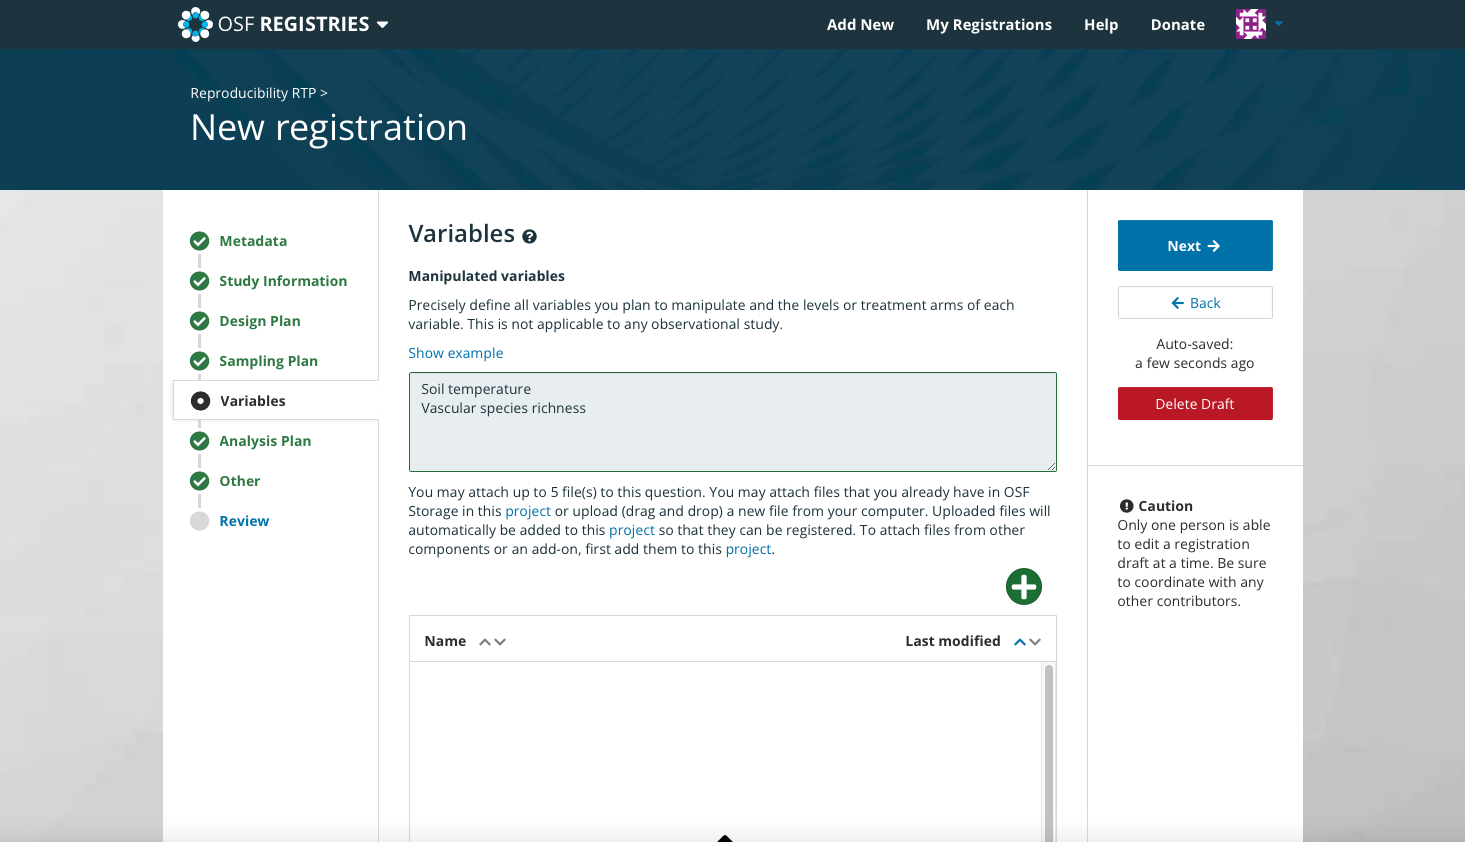 OSF REGISTRIES
Add New
My Registrations
Help
Donate
Reproducibility RTP >
New registration
Metadata
Study Information
Design Plan
Sampling Plan
Variables
Analysis Plan
Other
Review
Variables
Manipulated variables
Precisely define all variables you plan to manipulate and the levels or treatment arms of each
variable. This is not applicable to any observational study.
Show example
Soil temperature
Vascular species richness
You may attach up to 5 file(s) to this question. You may attach files that you already have in OSF
Storage in this project or upload (drag and drop) a new file from your computer. Uploaded files will
automatically be added to this project so that they can be registered. To attach files from other
components or an add-on, first add them to this project.
Name
Last modified
Next
Back
Auto-saved:
a few seconds ago
Delete Draft
Caution
Only one person is able
to edit a registration
draft at a time. Be sure
to coordinate with any
other contributors.